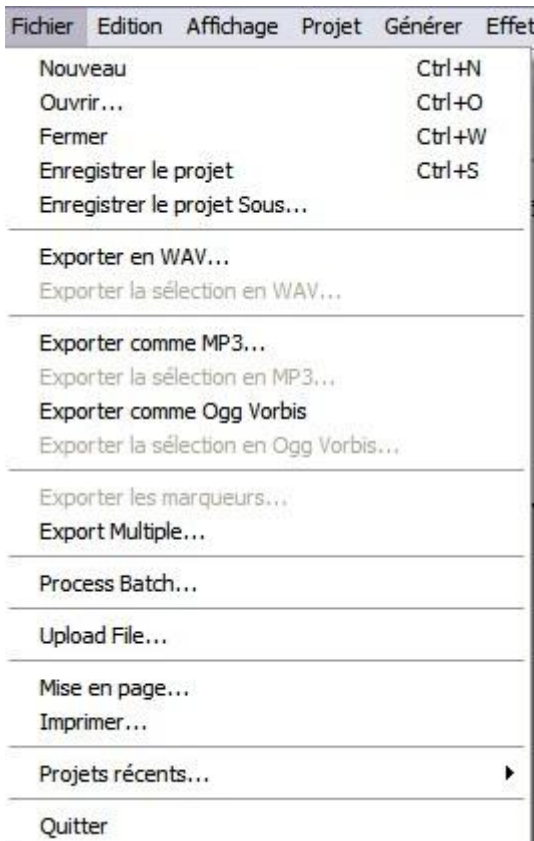 Fichier Edition Affichage Projet Générer Effet
Nouveau Ctrl+N
Ouvrir... Ctrl+O
Fermer Ctrl+W
Enregistrer le projet Ctrl+S
Enregistrer le projet Sous...
Exporter en WAV...
Exporter la sélection en WAV...
Exporter comme MP3...
Exporter la sélection en MP3...
Exporter comme Ogg Vorbis
Exporter la sélection en Ogg Vorbis...
Exporter les marqueurs...
Export Multiple...
Process Batch...
Upload File...
Mise en page...
Imprimer...
Projets récents...
Quitter